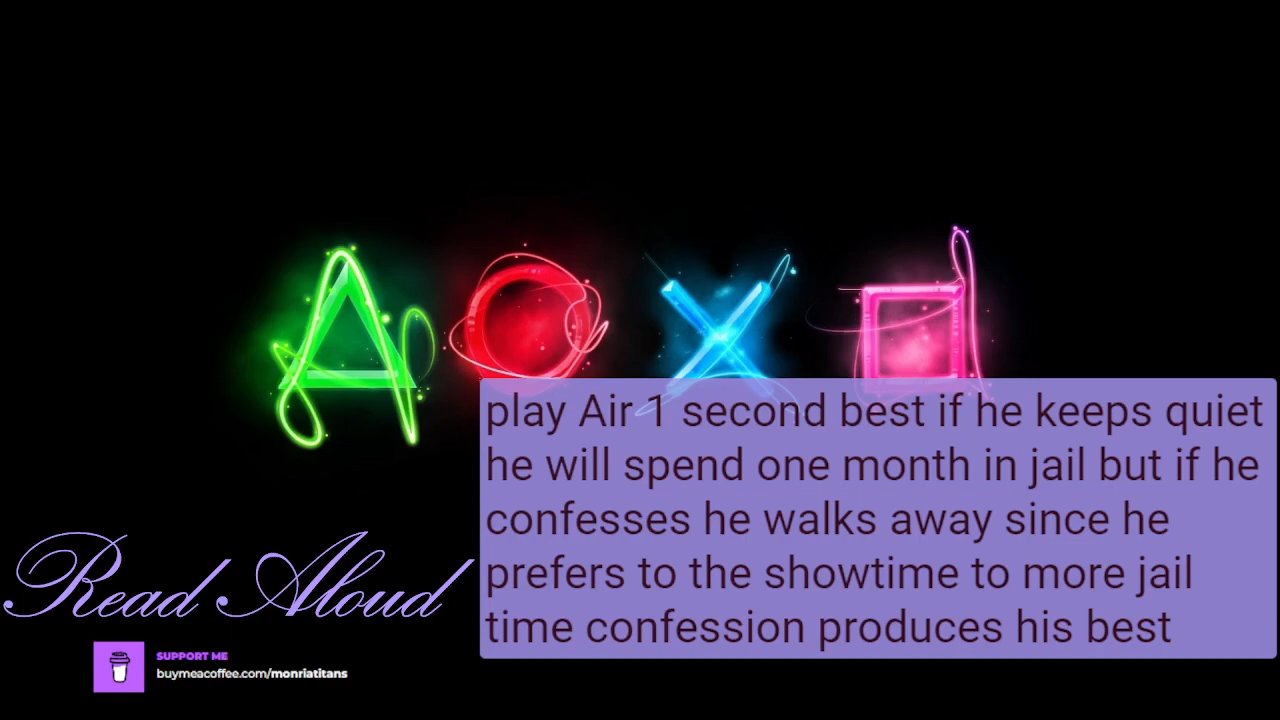 A O X d
play Air 1 second best if he keeps quiet
he will spend one month in jail but if he
confesses he walks away since he
prefers to the showtime to more jail
time confession produces his best
Read Aloud
SUPPORT ME
buymeacoffee.com/monriatitans